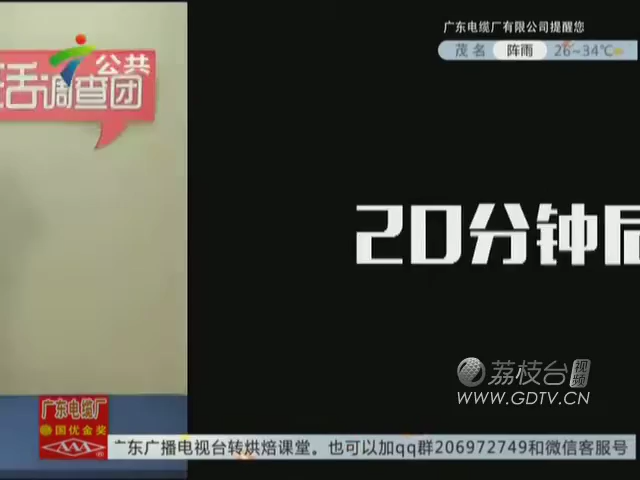 广东电缆厂有限公司提醒您
茂名 阵雨 26~34℃
公共
活调查团
20分钟后
荔枝台 视频
WWW.GDTV.CN
广东电缆厂
国优金奖
广东广播电视台转烘焙课堂。也可以加qq群206972749和微信客服号